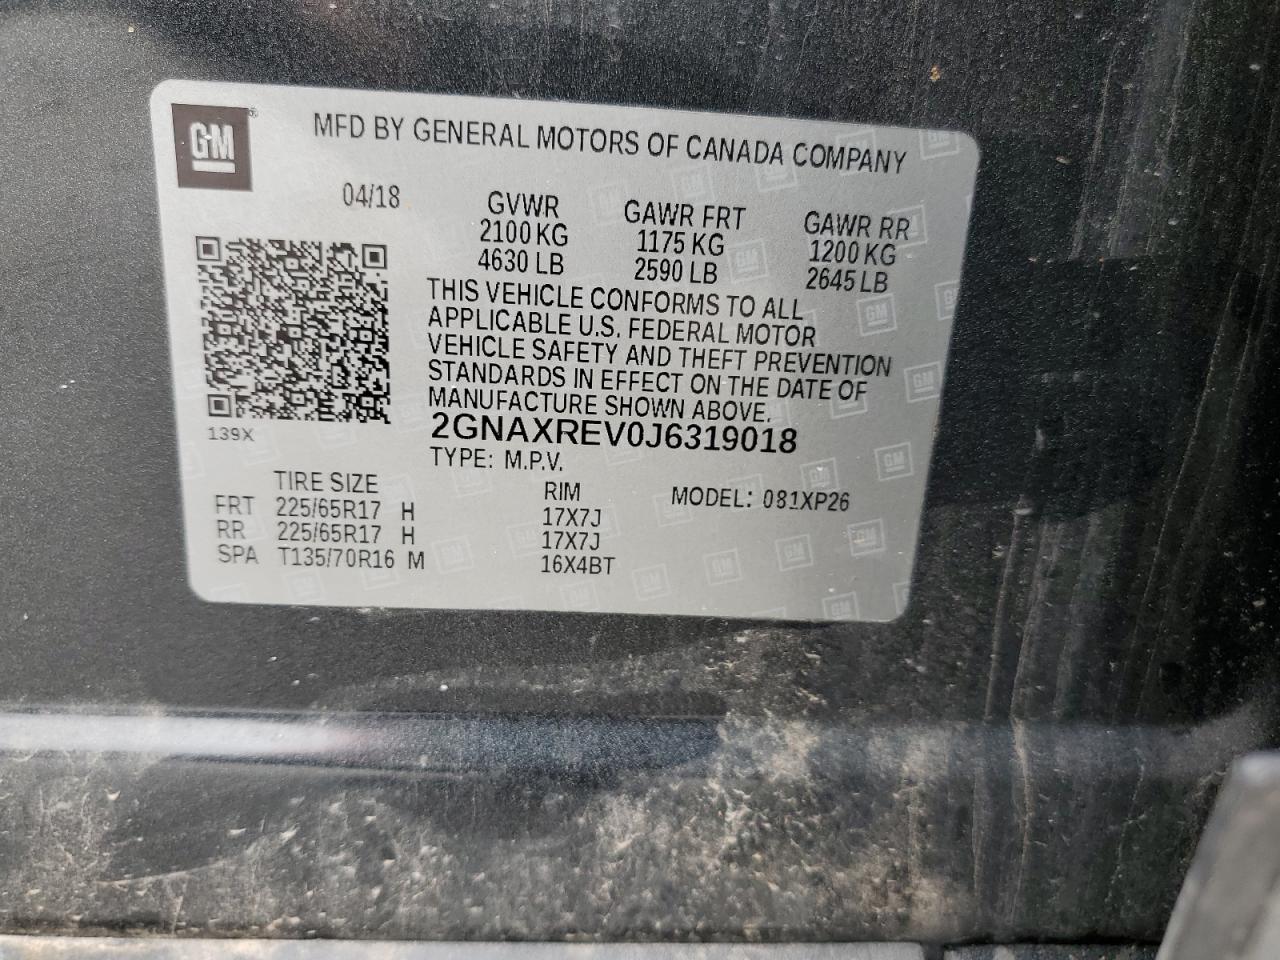 GM
MFD BY GENERAL MOTORS OF CANADA COMPANY
04/18 GVWR GAWR FRT GAWR RR
2100 KG 1175 KG 1200 KG
4630 LB 2590 LB 2645 LB
THIS VEHICLE CONFORMS TO ALL
APPLICABLE U.S. FEDERAL MOTOR
VEHICLE SAFETY AND THEFT PREVENTION
STANDARDS IN EFFECT ON THE DATE OF
MANUFACTURE SHOWN ABOVE.
139X
2GNAXREV0J6319018
TYPE: M.P.V.
TIRE SIZE RIM MODEL: 081XP26
FRT 225/65R17 H 17X7J
RR 225/65R17 H 17X7J
SPA T135/70R16 M 16X4BT